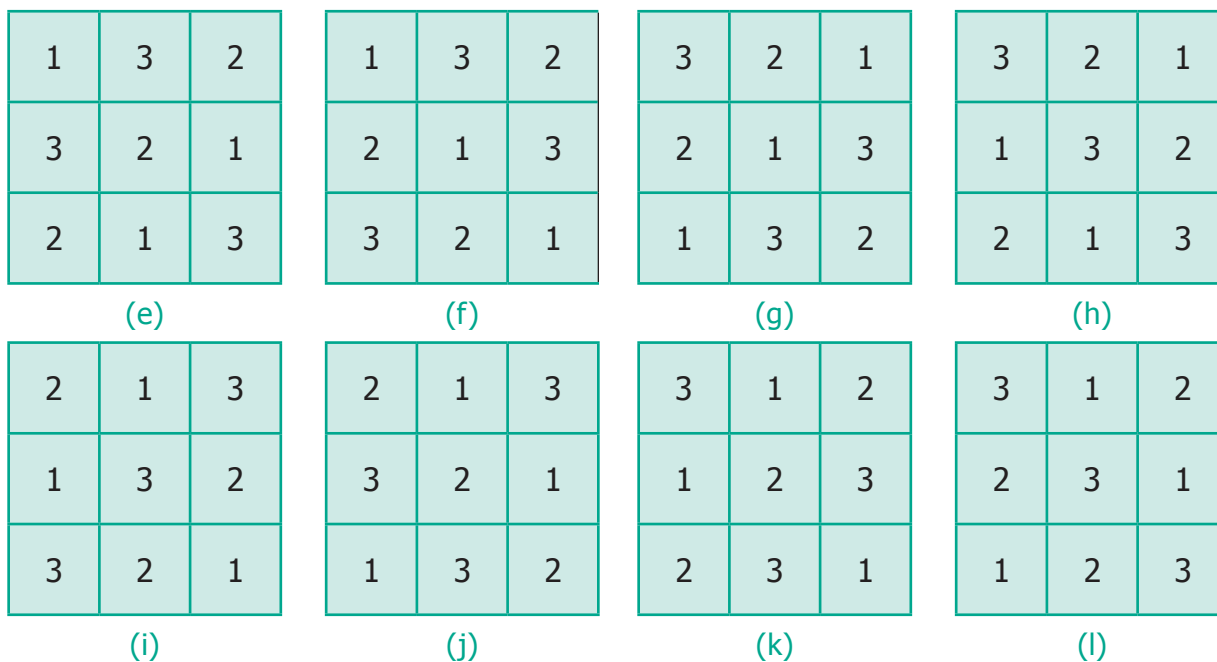 1 3 2 1 3 2 3 2 1 3 2 1
3 2 1 2 1 3 2 1 3 1 3 2
2 1 3 3 2 1 1 3 2 2 1 3
(e) (f) (g) (h)
2 1 3 2 1 3 3 1 2 3 1 2
1 3 2 3 2 1 1 2 3 2 3 1
3 2 1 1 3 2 2 3 1 1 2 3
(i) (j) (k) (l)